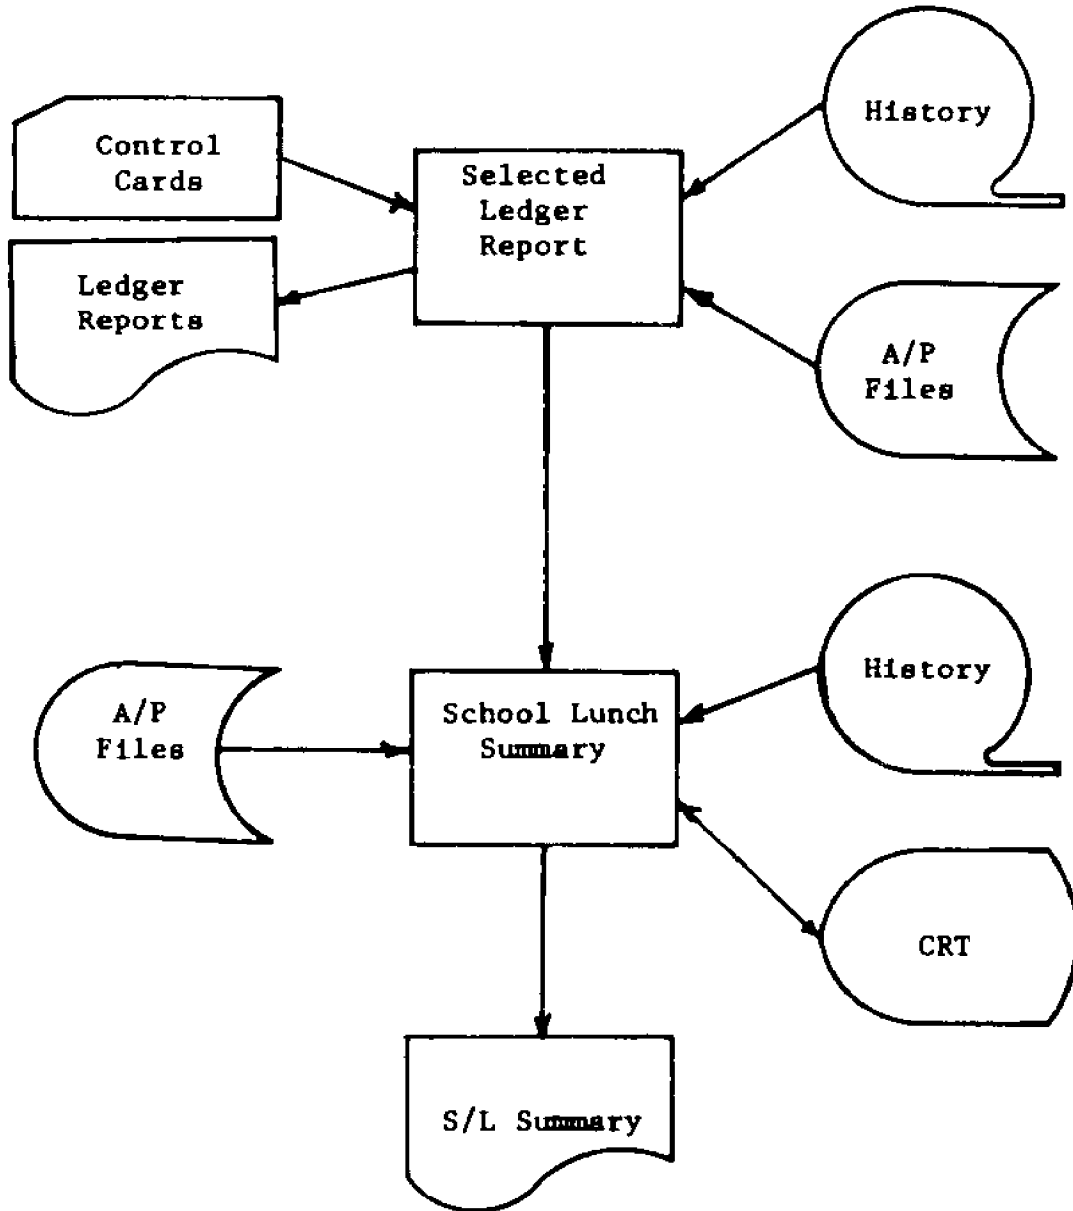 Control
Cards
Selected
Ledger
Report
History
Ledger
Reports
A/P
Files
A/P
Files
School Lunch
Summary
History
CRT
S/L Summary